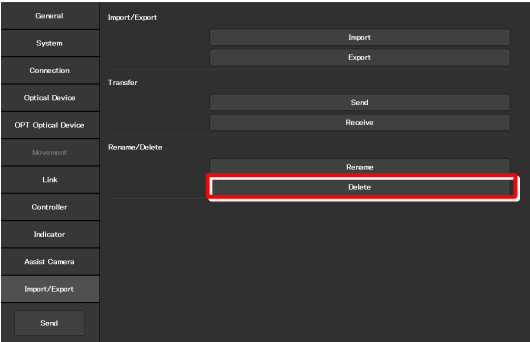 General
System
Connection
Optical Device
OPT Optical Device
Movement
Link
Controller
Indicator
Assist Camera
Import/Export
Send
Import/Export
Import
Export
Transfer
Send
Receive
Rename/Delete
Rename
Delete